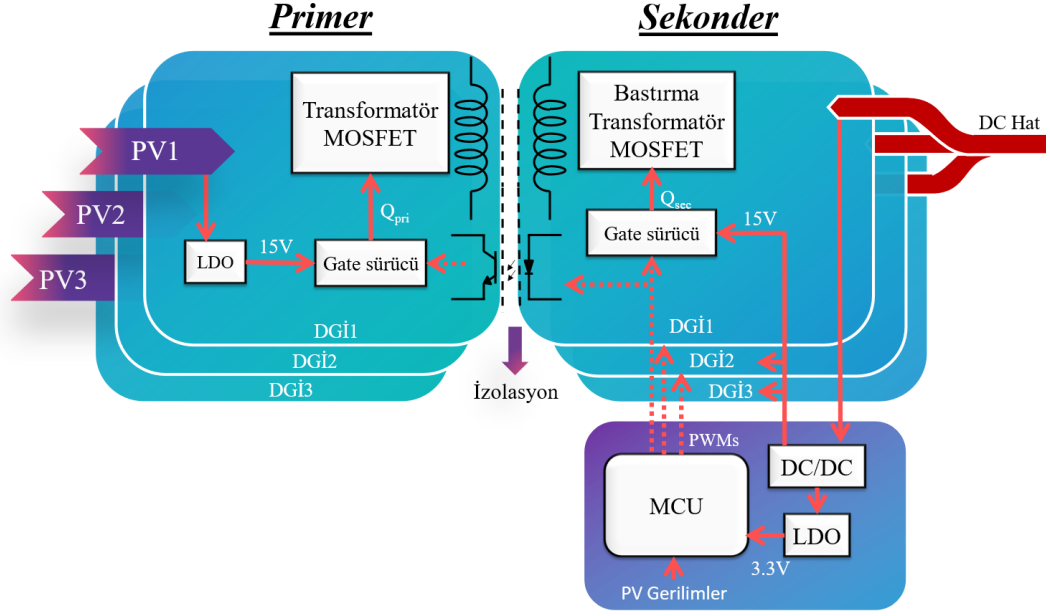 Primer
Sekonder
Transformatör
MOSFET
Bastırma
Transformatör
MOSFET
DC Hat
PV1
PV2
PV3
Q_pri
Q_sec
15V
15V
LDO
Gate sürücü
Gate sürücü
DGİ1
DGİ2
DGİ3
DGİ1
DGİ2
DGİ3
İzolasyon
PWMs
MCU
DC/DC
LDO
3.3V
PV Gerilimler